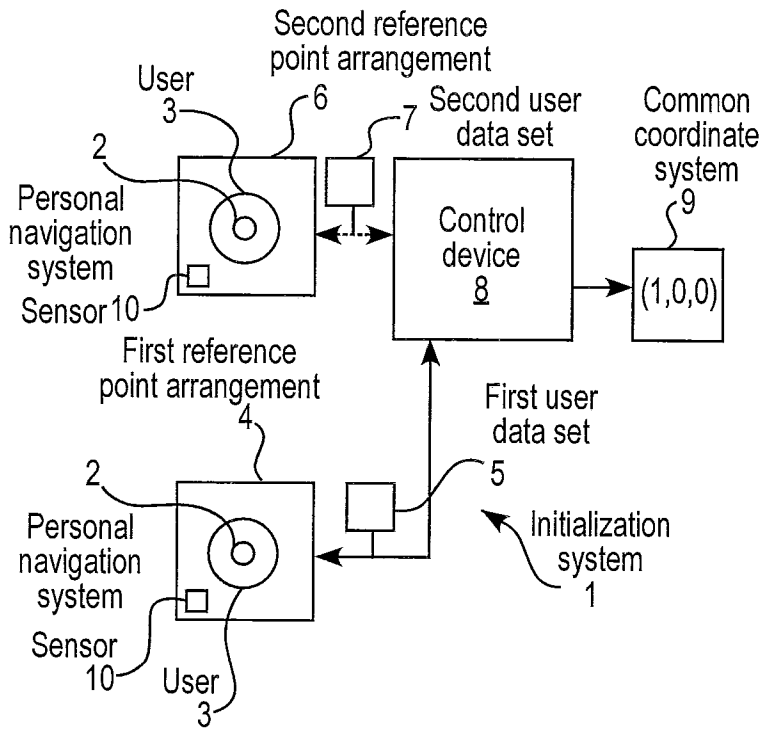 Second reference
point arrangement
6
User
3
7
Second user
data set
Common
coordinate
system
9
2
Personal
navigation
system
Sensor 10
Control
device
8
(1,0,0)
First reference
point arrangement
4
First user
data set
5
2
Personal
navigation
system
Sensor
10
User
3
Initialization
system
1